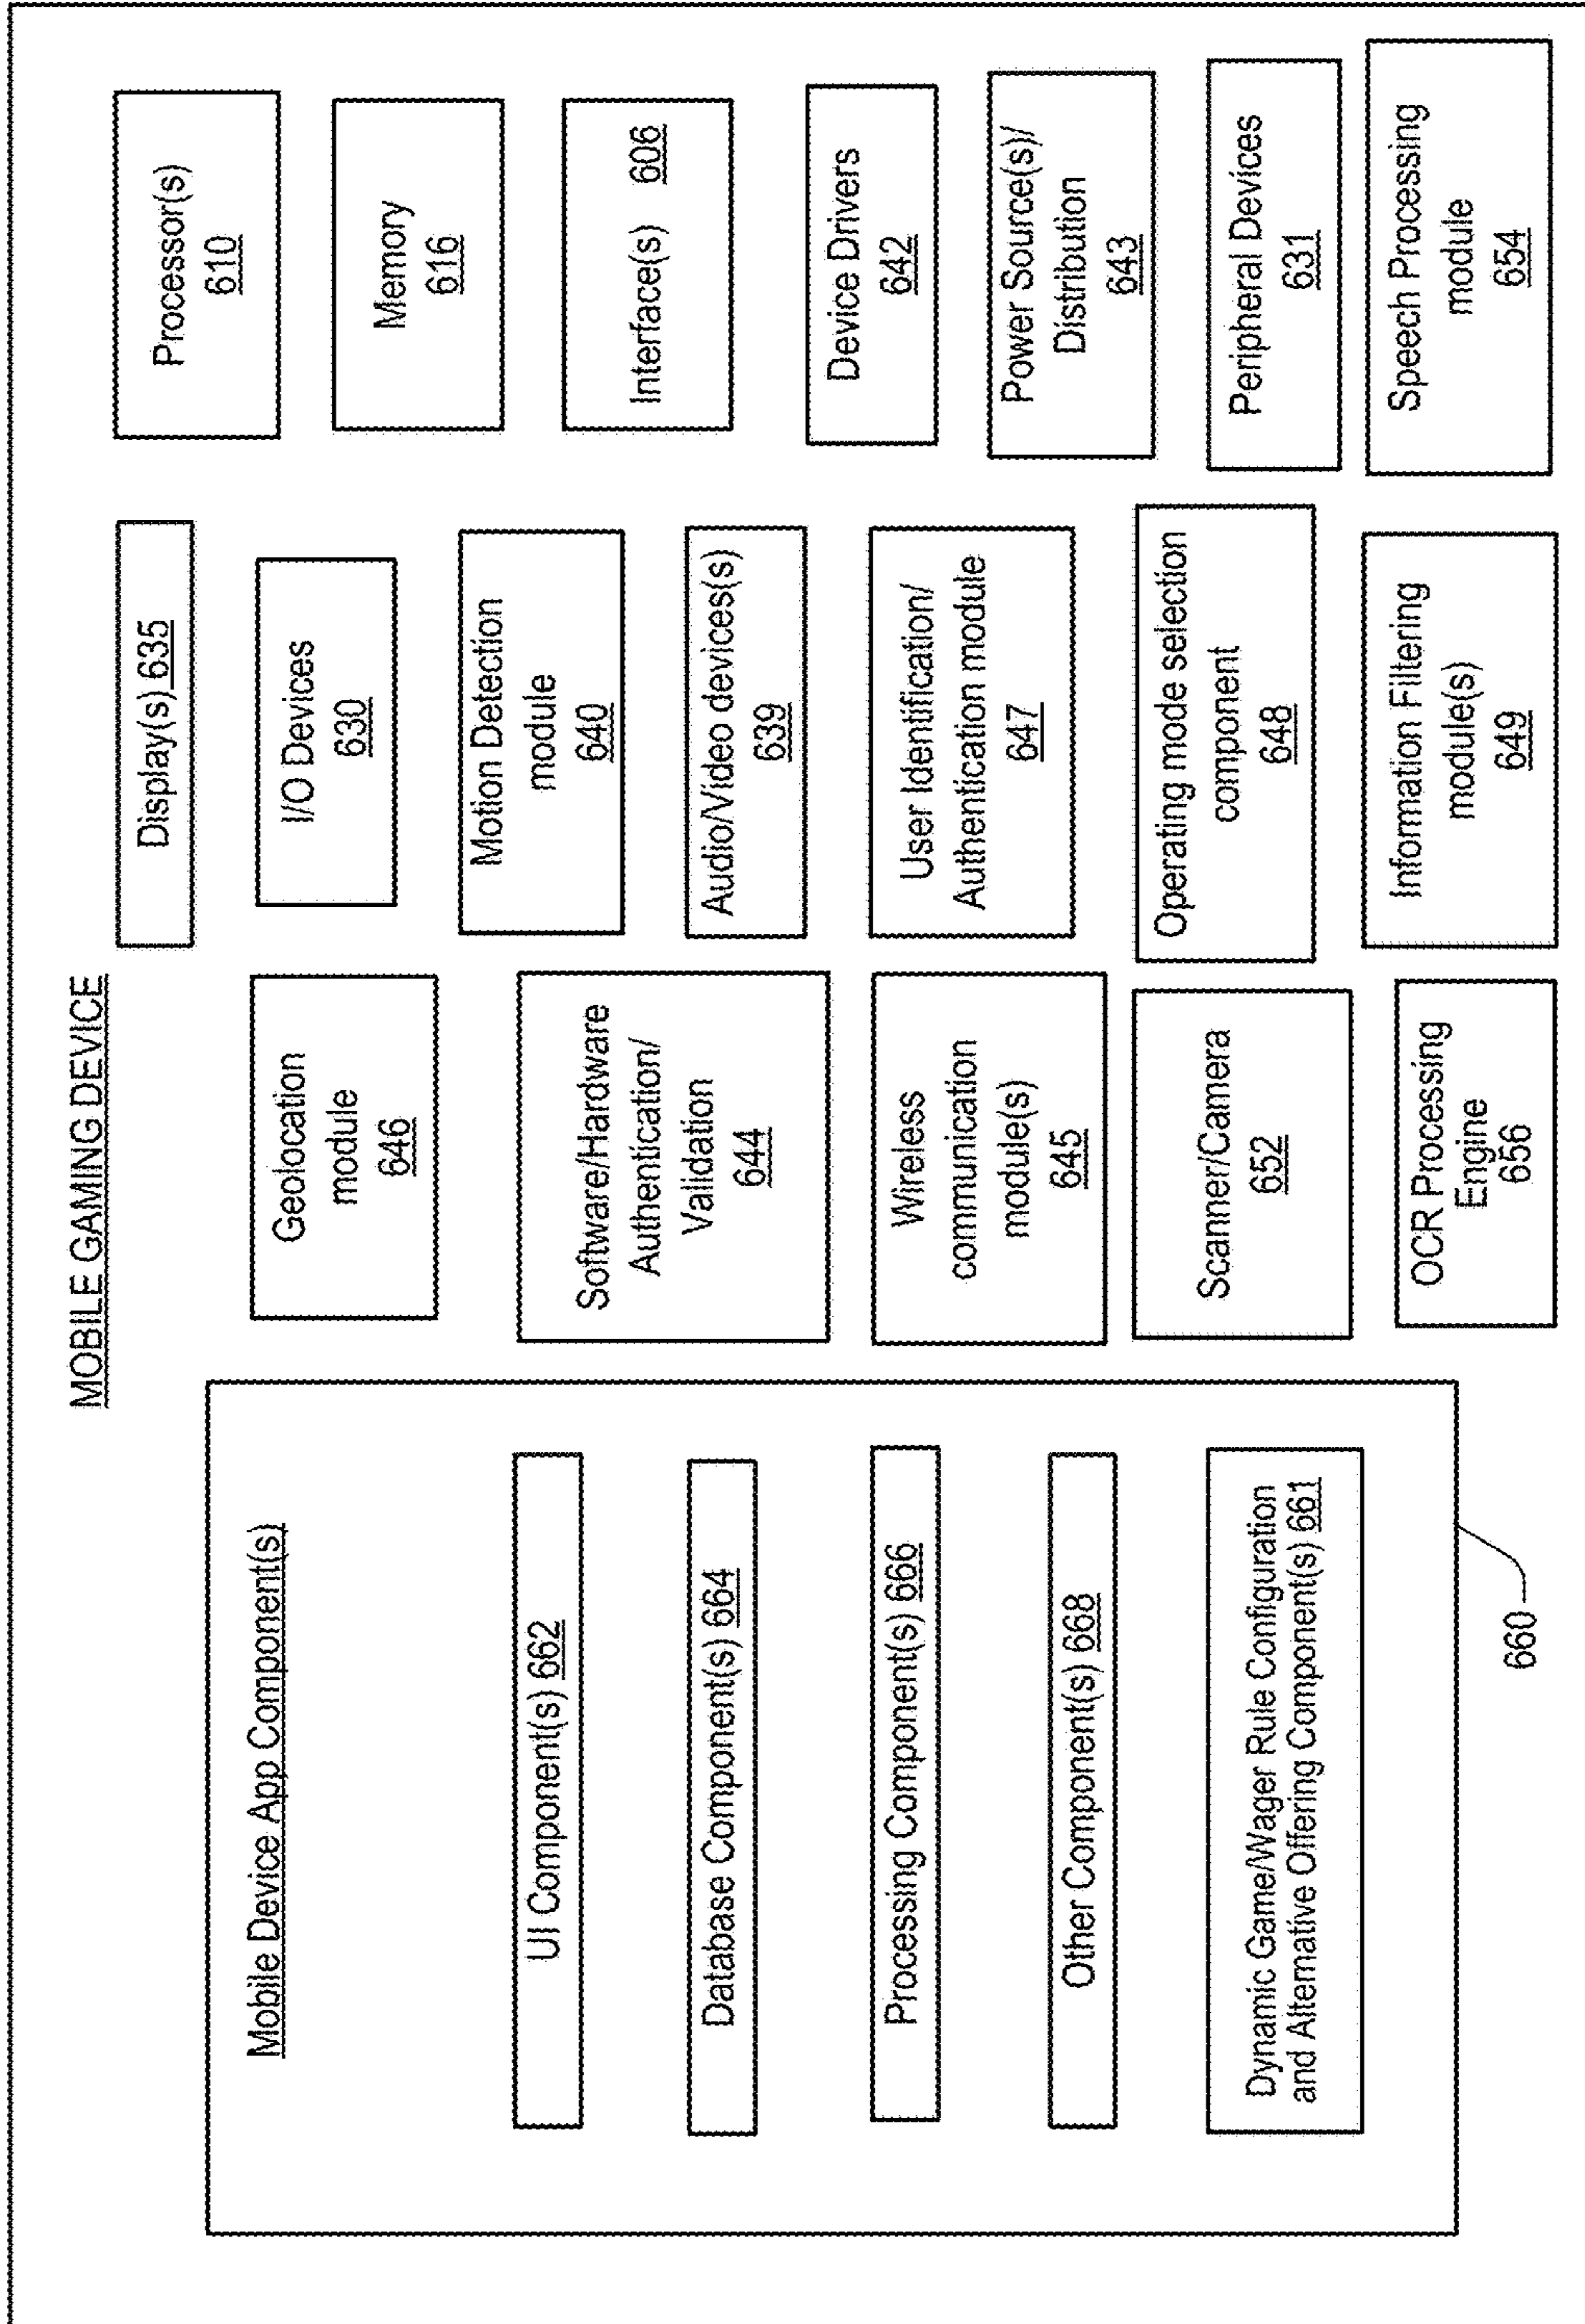 MOBILE GAMING DEVICE
Mobile Device App Component(s)
UI Component(s) 662
Database Component(s) 664
Processing Component(s) 666
Other Component(s) 668
Dynamic Game/Wager Rule Configuration
and Alternative Offering Component(s) 661
660
Geolocation
module
646
Software/Hardware
Authentication/
Validation
644
Wireless
communication
module(s)
645
Scanner/Camera
652
OCR Processing
Engine
656
Display(s) 635
I/O Devices
630
Motion Detection
module
640
Audio/Video devices(s)
639
User Identification/
Authentication module
647
Operating mode selection
component
648
Information Filtering
module(s)
649
Processor(s)
610
Memory
616
Interface(s) 606
Device Drivers
642
Power Source(s)/
Distribution
643
Peripheral Devices
631
Speech Processing
module
654